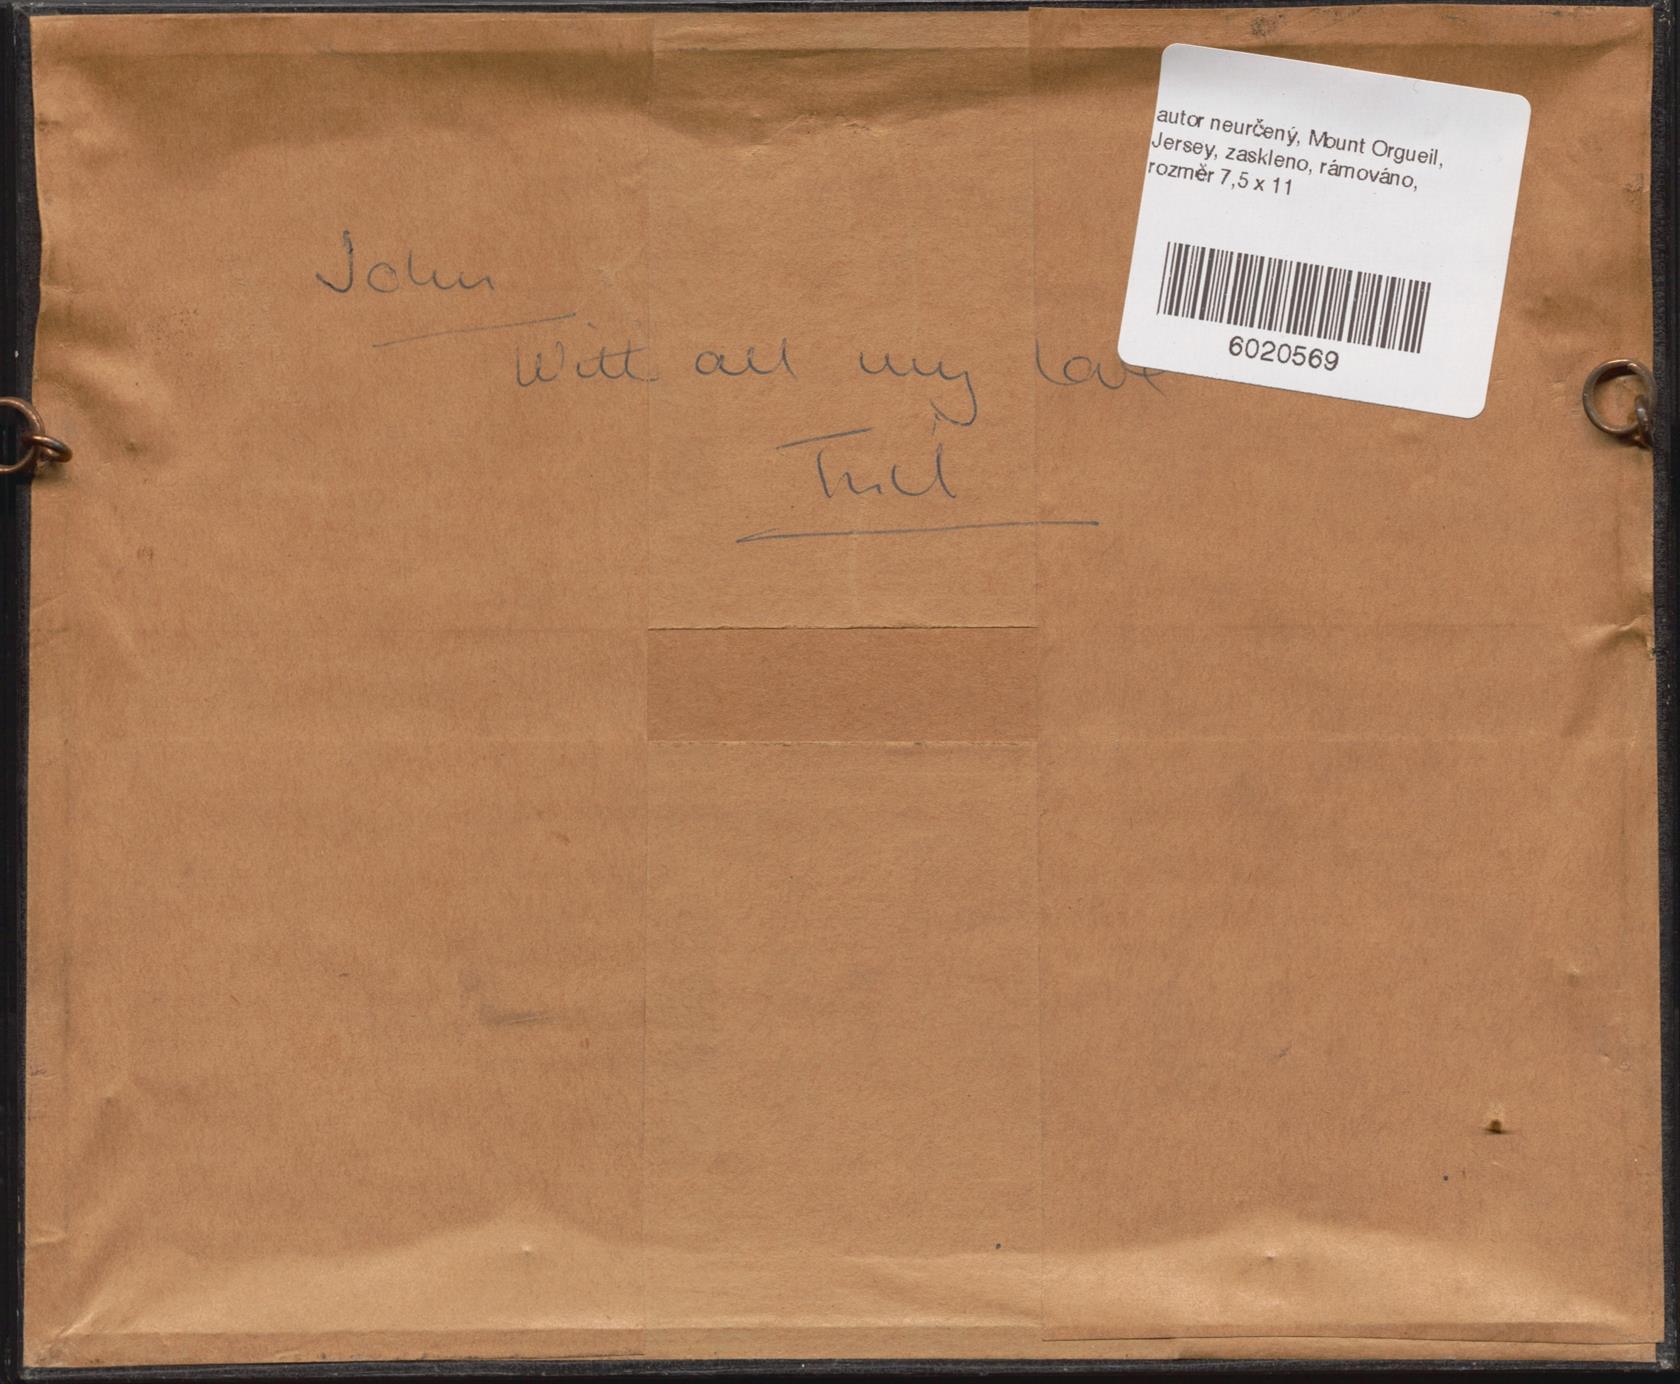 autor neurčený, Mount Orgueil,
Jersey, zaskleno, rámováno,
rozměr 7,5 x 11
6020569
John
With all my love